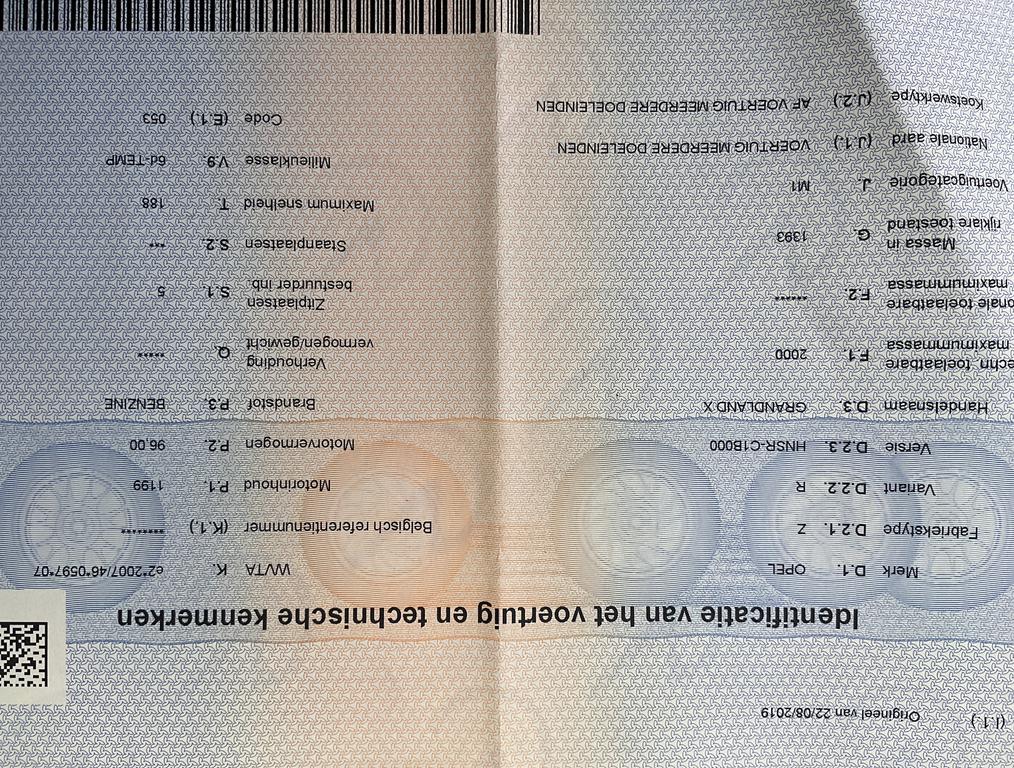 (I.1.) Origineel van 22/08/2019
Identificatie van het voertuig en technische kenmerken
Merk D.1. OPEL
Fabriekstype D.2.1. Z
Variant D.2.2. R
Versie D.2.3. HNSR-C1B000
Handelsnaam D.3. GRANDLAND X
techn. toelaatbare
maximummassa F.1. 2000
onale toelaatbare
maximummassa F.2. ******
Massa in
rijklare toestand G. 1393
Voertuigcategorie J. M1
Nationale aard (J.1.) VOERTUIG MEERDERE DOELEINDEN
Koetswerktype (J.2.) AF VOERTUIG MEERDERE DOELEINDEN
WVTA K. e2*2007/46*0597*07
Belgisch referentienummer (K.1.) ********
Motorinhoud P.1. 1199
Motorvermogen P.2. 96,00
Brandstof P.3. BENZINE
Verhouding
vermogen/gewicht Q. *****
Zitplaatsen
bestuurder inb. S.1. 5
Staanplaatsen S.2. ***
Maximum snelheid T. 188
Milieuklasse V.9. 6d-TEMP
Code (E.1.) 053